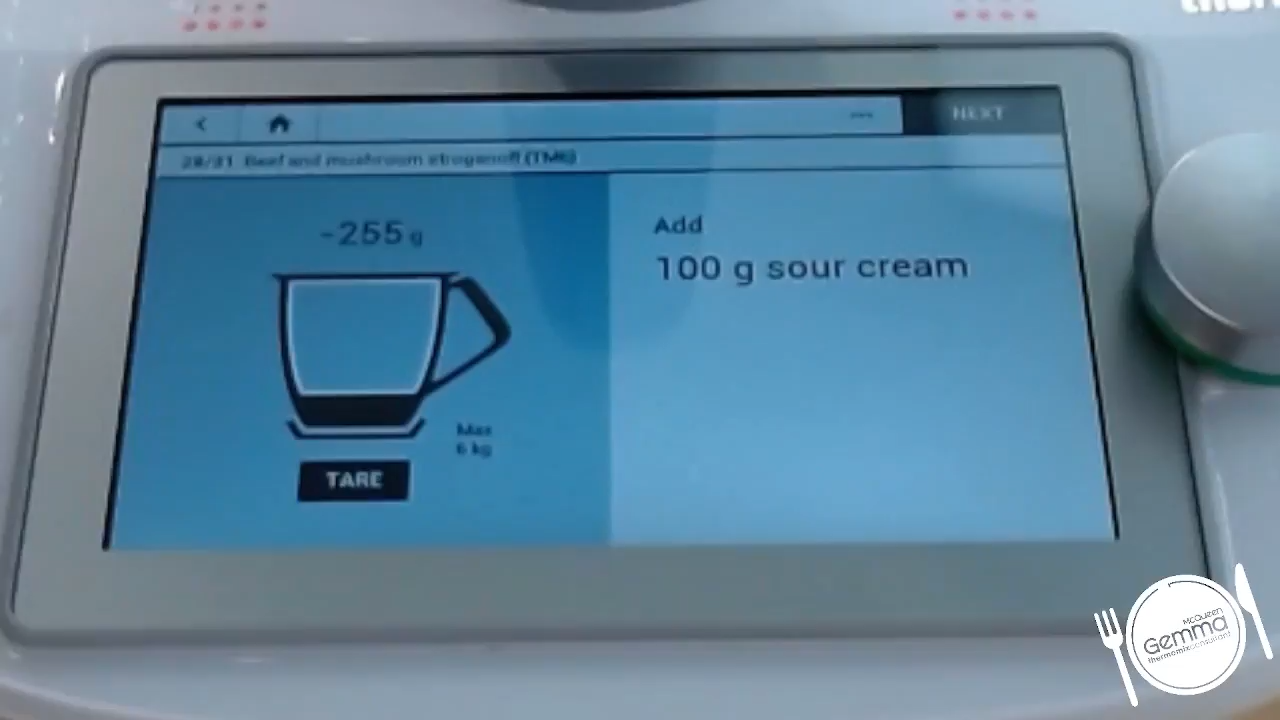 NEXT
28/31 Beef and mushroom stroganoff (TM6)
-255 g
Add
100 g sour cream
Max
6 kg
TARE
McQueen
Gemma
thermomixconsultant